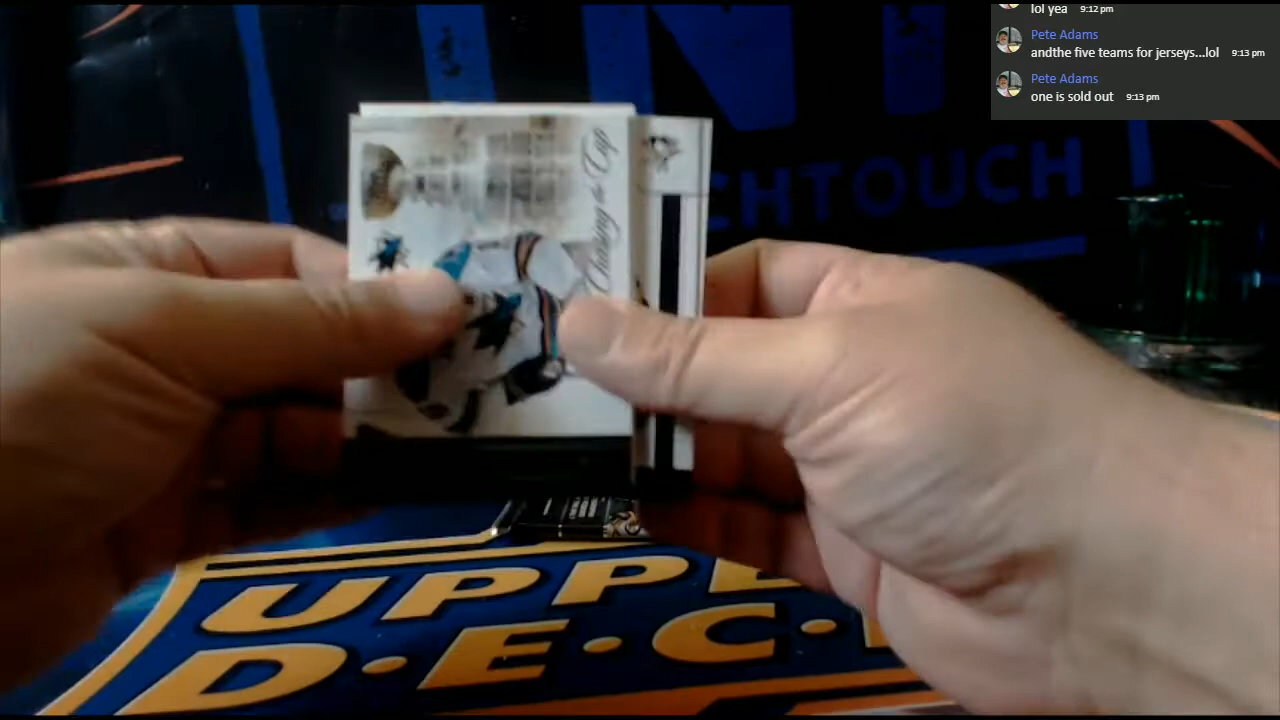 lol yea 9:12 pm
Pete Adams
andthe five teams for jerseys...lol 9:13 pm
Pete Adams
one is sold out 9:13 pm
CHTOUCH
Chasing the Cup
UPPE
D·E·C·